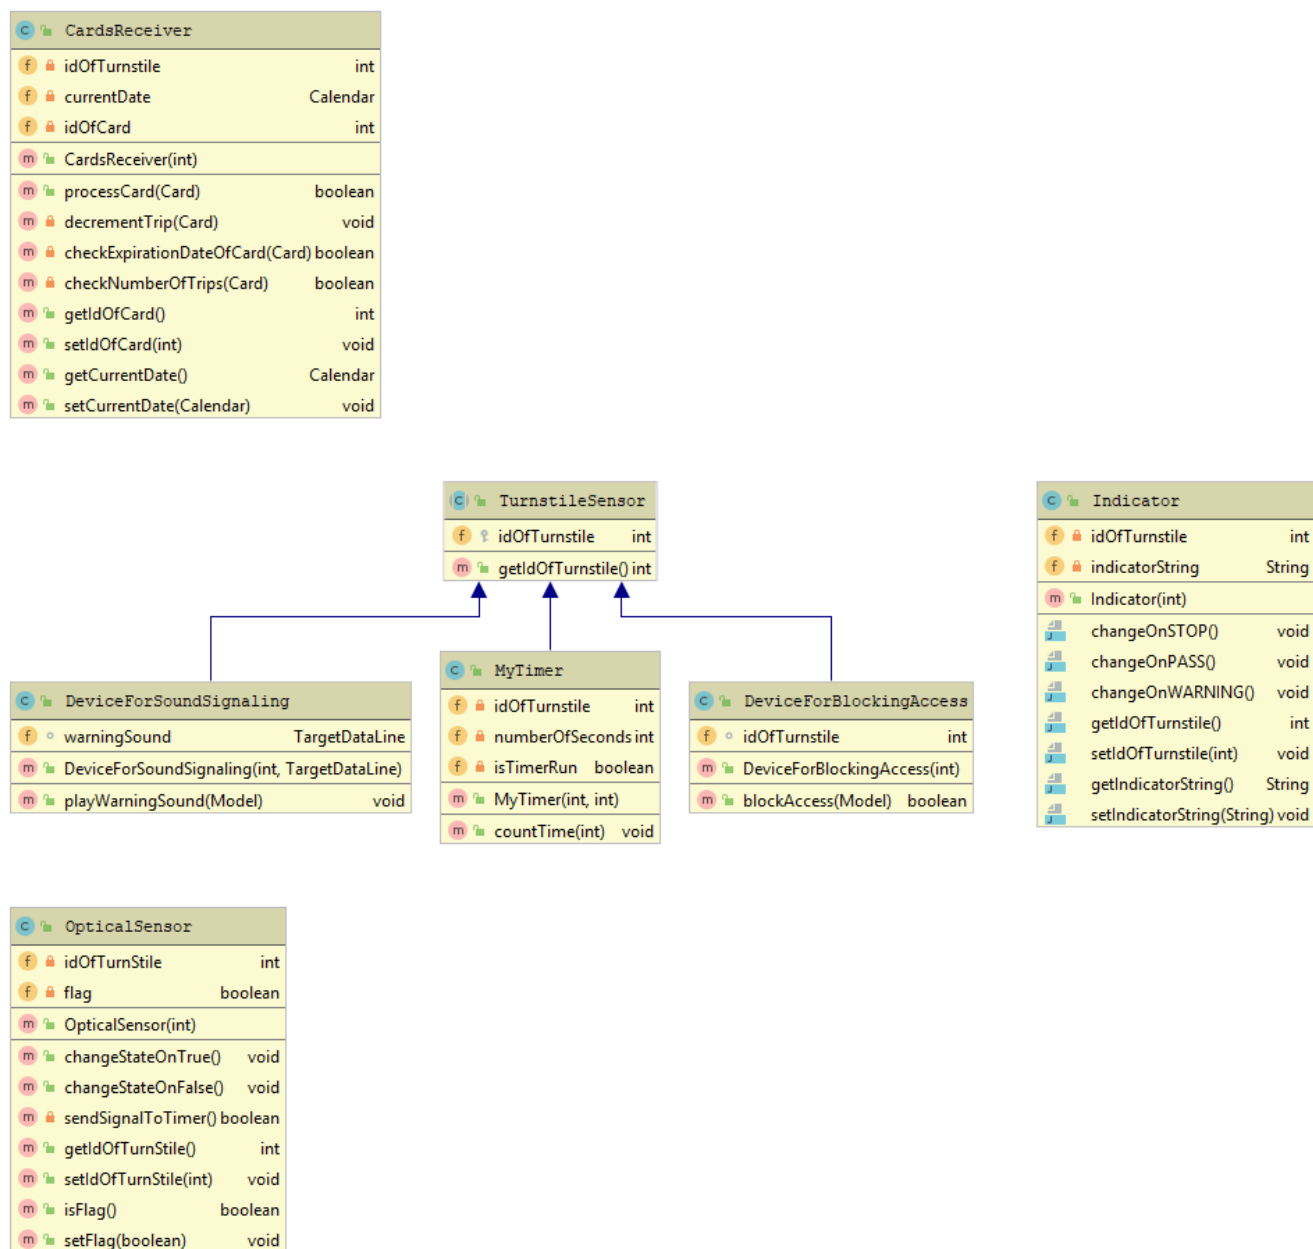 CardsReceiver
idOfTurnstile int
currentDate Calendar
idOfCard int
CardsReceiver(int)
processCard(Card) boolean
decrementTrip(Card) void
checkExpirationDateOfCard(Card) boolean
checkNumberOfTrips(Card) boolean
getIdOfCard() int
setIdOfCard(int) void
getCurrentDate() Calendar
setCurrentDate(Calendar) void
TurnstileSensor
idOfTurnstile int
getIdOfTurnstile() int
Indicator
idOfTurnstile int
indicatorString String
Indicator(int)
changeOnSTOP() void
changeOnPASS() void
changeOnWARNING() void
getIdOfTurnstile() int
setIdOfTurnstile(int) void
getIndicatorString() String
setIndicatorString(String) void
DeviceForSoundSignaling
warningSound TargetDataLine
DeviceForSoundSignaling(int, TargetDataLine)
playWarningSound(Model) void
MyTimer
idOfTurnstile int
numberOfSeconds int
isTimerRun boolean
MyTimer(int, int)
countTime(int) void
DeviceForBlockingAccess
idOfTurnstile int
DeviceForBlockingAccess(int)
blockAccess(Model) boolean
OpticalSensor
idOfTurnStile int
flag boolean
OpticalSensor(int)
changeStateOnTrue() void
changeStateOnFalse() void
sendSignalToTimer() boolean
getIdOfTurnStile() int
setIdOfTurnStile(int) void
isFlag() boolean
setFlag(boolean) void